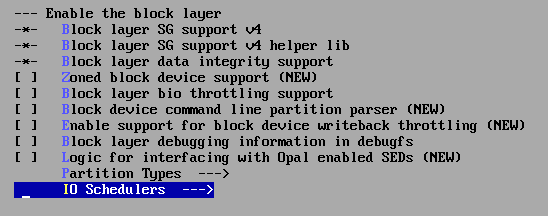 --- Enable the block layer
-*-   Block layer SG support v4
-*-   Block layer SG support v4 helper lib
-*-   Block layer data integrity support
[ ]   Zoned block device support (NEW)
[ ]   Block layer bio throttling support
[ ]   Block device command line partition parser (NEW)
[ ]   Enable support for block device writeback throttling (NEW)
[ ]   Block layer debugging information in debugfs
[ ]   Logic for interfacing with Opal enabled SEDs (NEW)
      Partition Types  --->
      IO Schedulers  --->